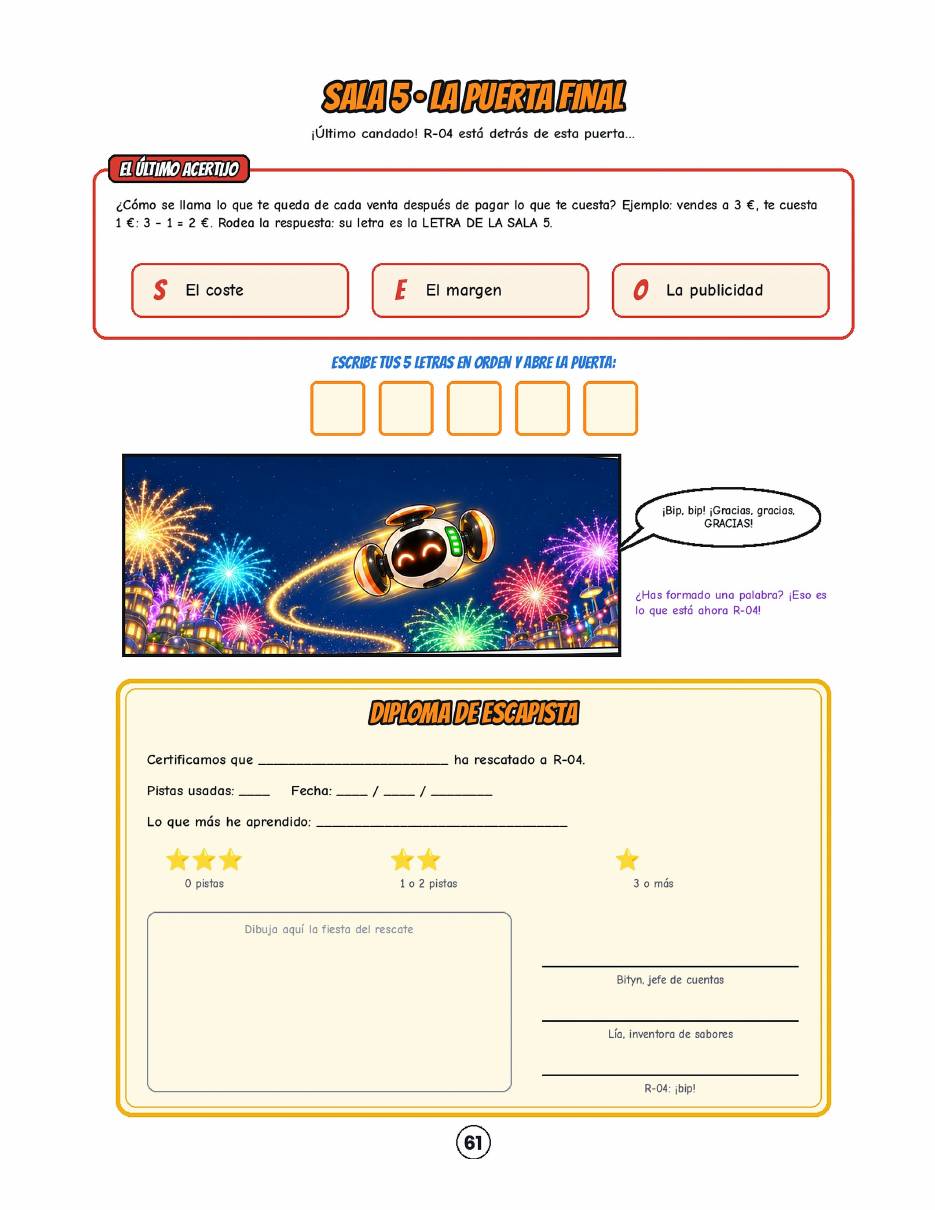 SALA 5 • LA PUERTA FINAL
¡Último candado! R-04 está detrás de esta puerta...
EL ÚLTIMO ACERTIJO
¿Cómo se llama lo que te queda de cada venta después de pagar lo que te cuesta? Ejemplo: vendes a 3 €, te cuesta
1 €: 3 - 1 = 2 €. Rodea la respuesta: su letra es la LETRA DE LA SALA 5.
S El coste
E El margen
O La publicidad
ESCRIBE TUS 5 LETRAS EN ORDEN Y ABRE LA PUERTA:
¡Bip, bip! ¡Gracias, gracias,
GRACIAS!
¿Has formado una palabra? ¡Eso es
lo que está ahora R-04!
DIPLOMA DE ESCAPISTA
Certificamos que _________________________ ha rescatado a R-04.
Pistas usadas: ____ Fecha: ____ / ____ / ________
Lo que más he aprendido: _________________________________
0 pistas
1 o 2 pistas
3 o más
Dibuja aquí la fiesta del rescate
Bityn, jefe de cuentas
Lía, inventora de sabores
R-04: ¡bip!
61